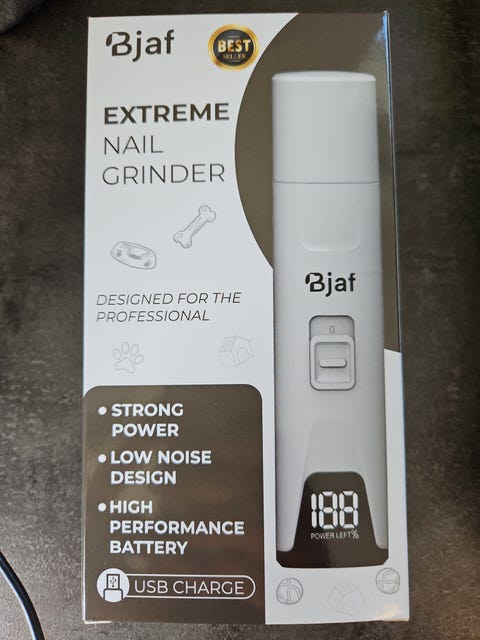 Bjaf
BEST
SELLER
EXTREME
NAIL
GRINDER
DESIGNED FOR THE
PROFESSIONAL
• STRONG
POWER
• LOW NOISE
DESIGN
• HIGH
PERFORMANCE
BATTERY
USB CHARGE
Bjaf
0
188
POWER LEFT%